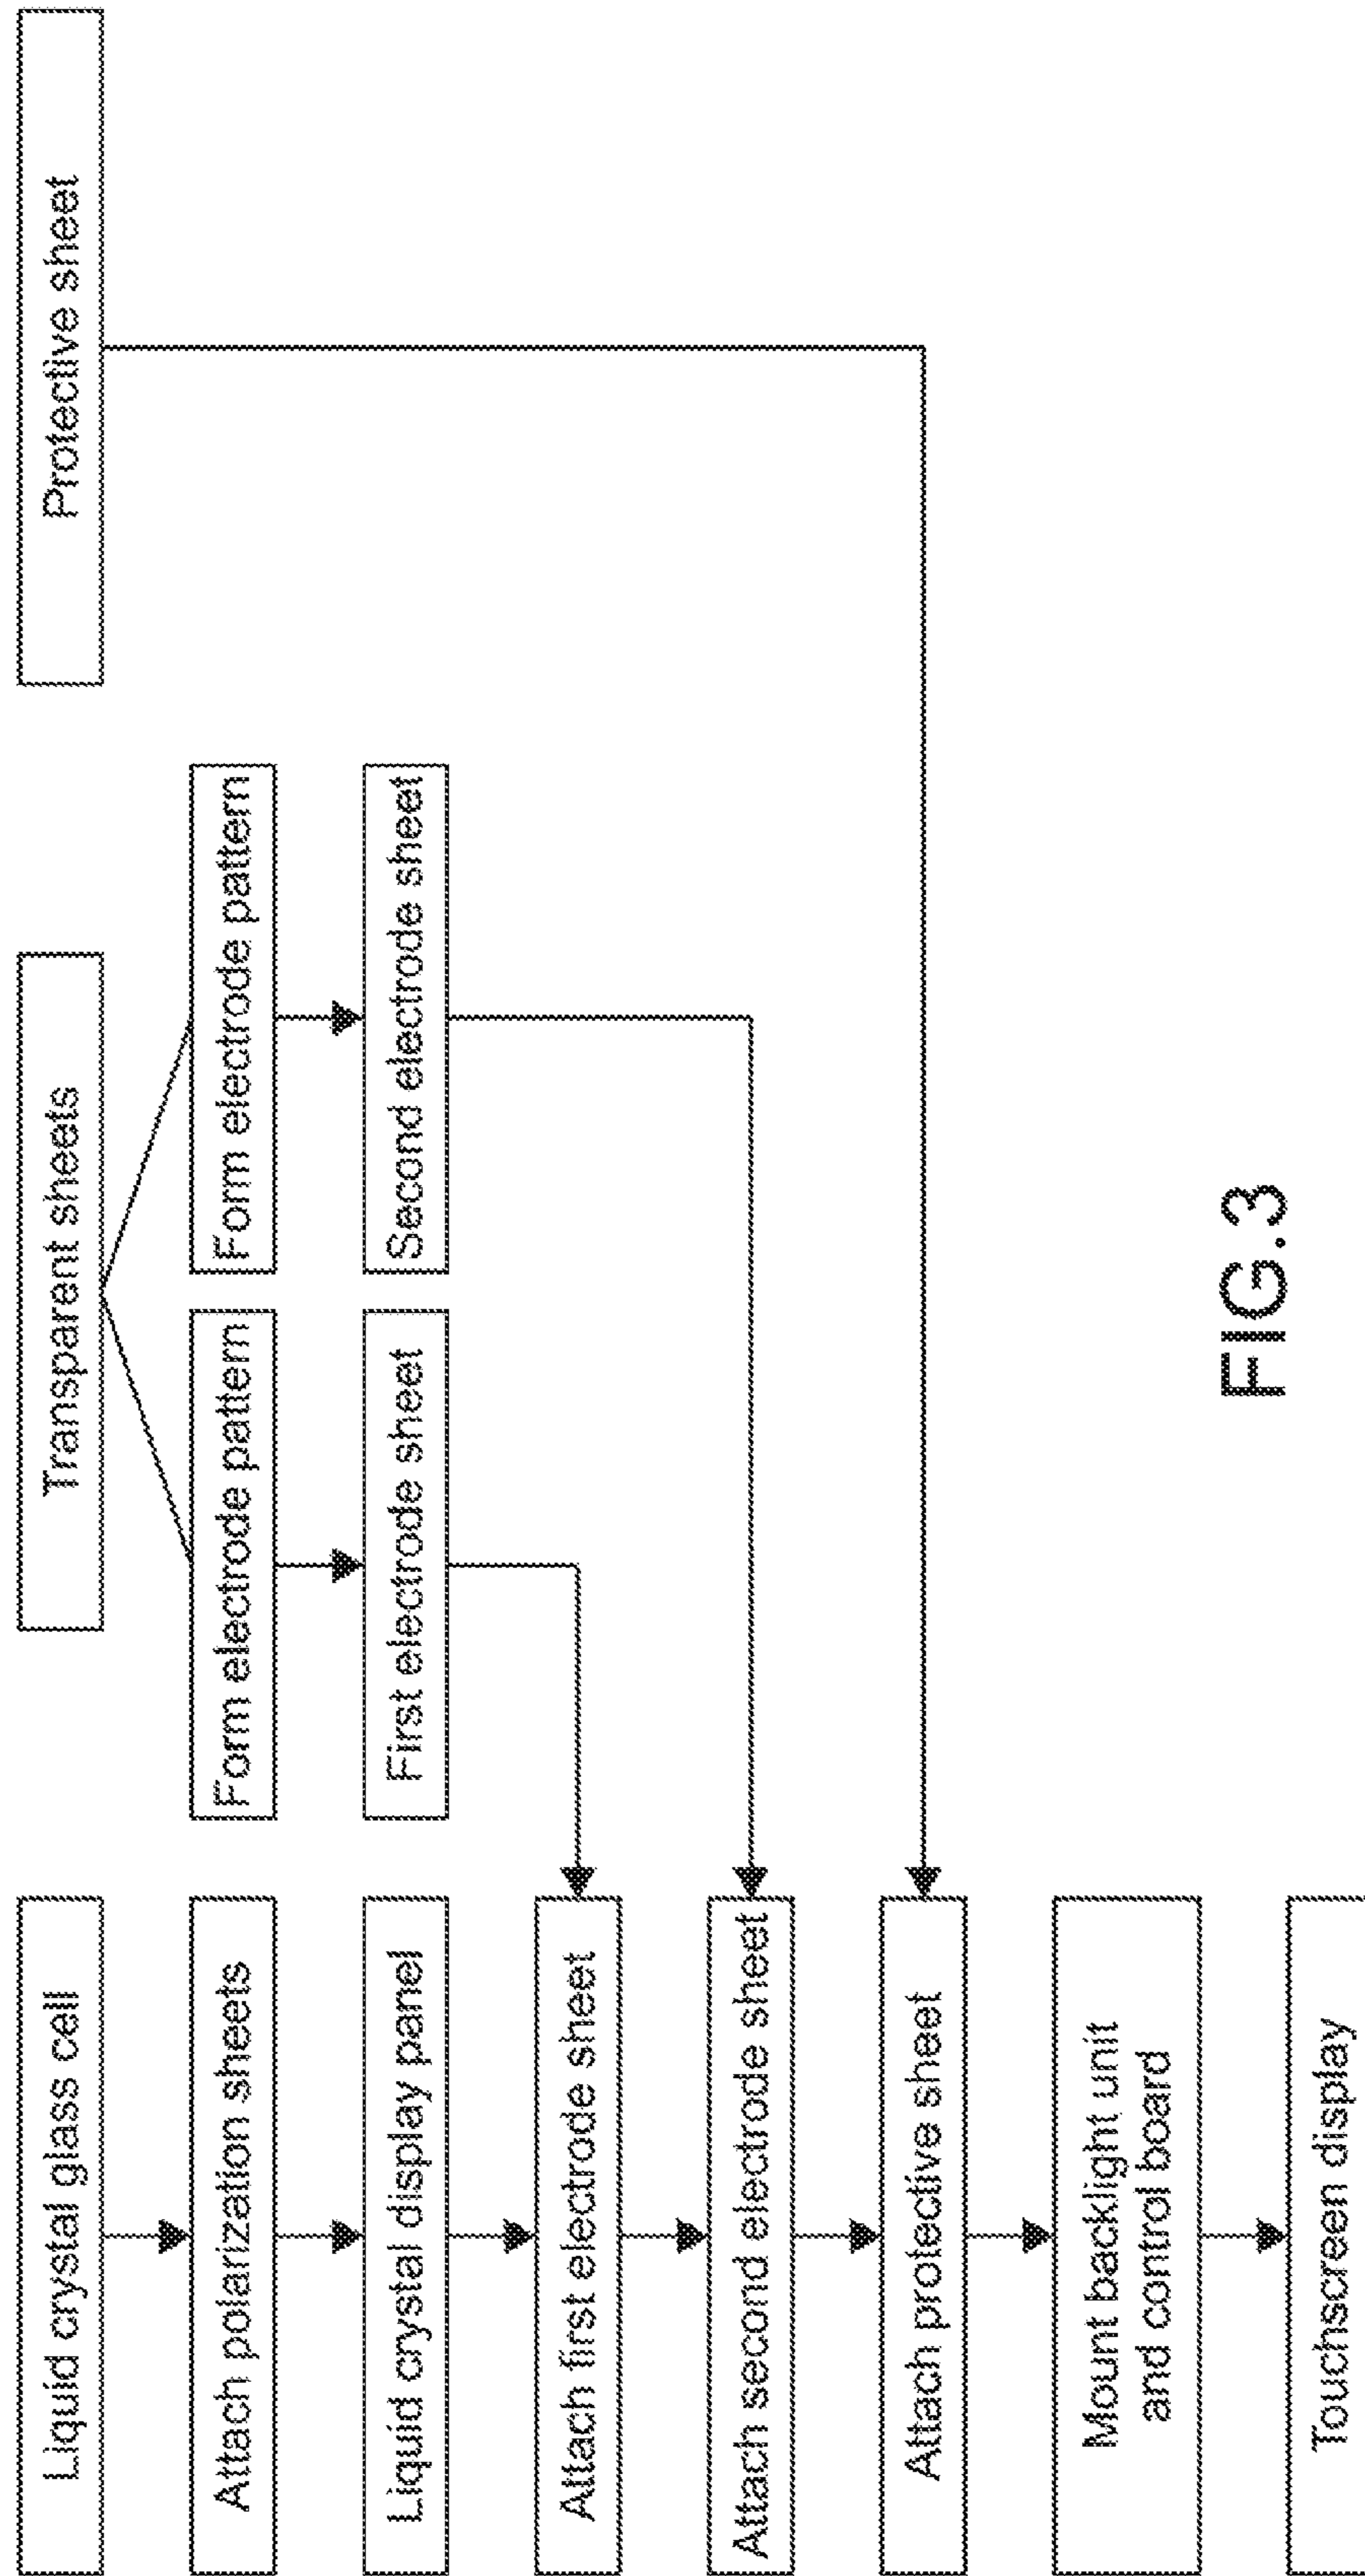 Liquid crystal glass cell
Transparent sheets
Protective sheet
Attach polarization sheets
Form electrode pattern
Form electrode pattern
Liquid crystal display panel
First electrode sheet
Second electrode sheet
Attach first electrode sheet
Attach second electrode sheet
Attach protective sheet
Mount backlight unit
and control board
Touchscreen display
FIG.3